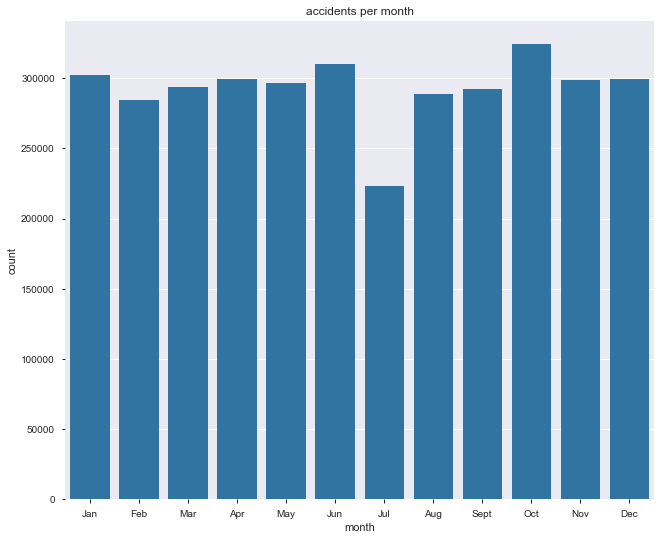 accidents per month
count
300000
250000
200000
150000
100000
50000
0
Jan Feb Mar Apr May Jun Jul Aug Sept Oct Nov Dec
month